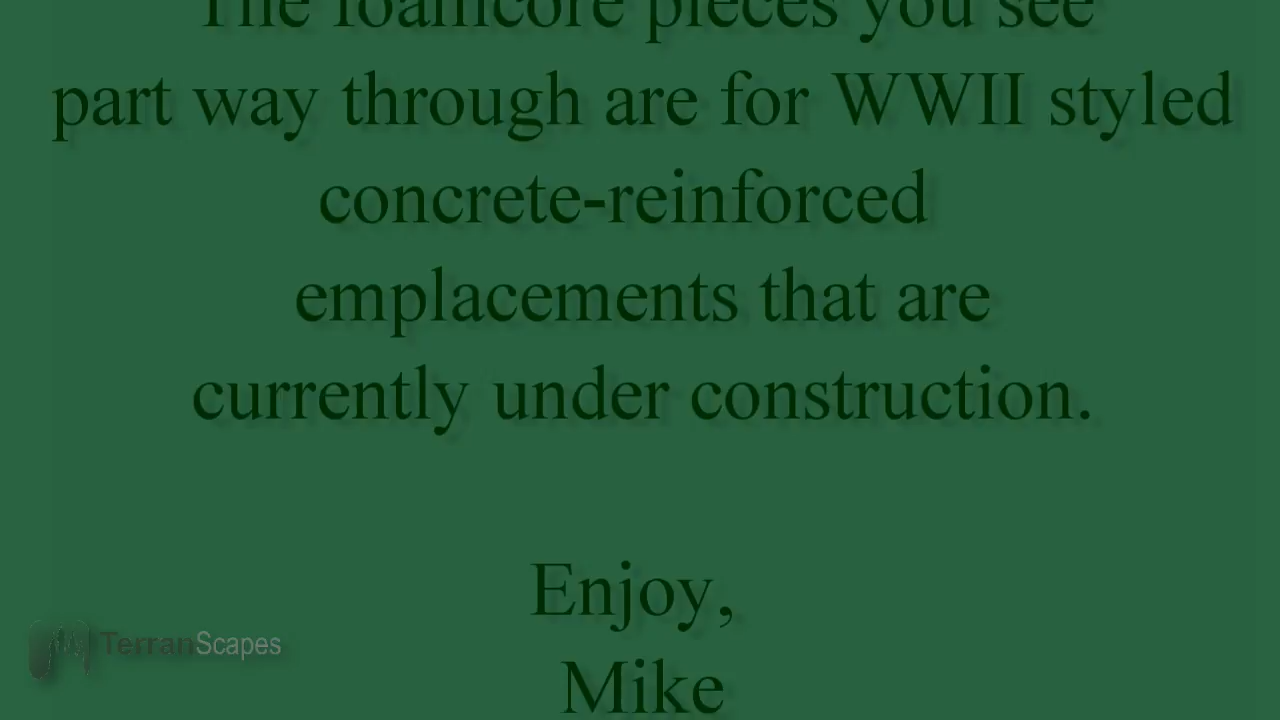 The foamcore pieces you see
part way through are for WWII styled
concrete-reinforced
emplacements that are
currently under construction.
Enjoy,
TerranScapes
Mike